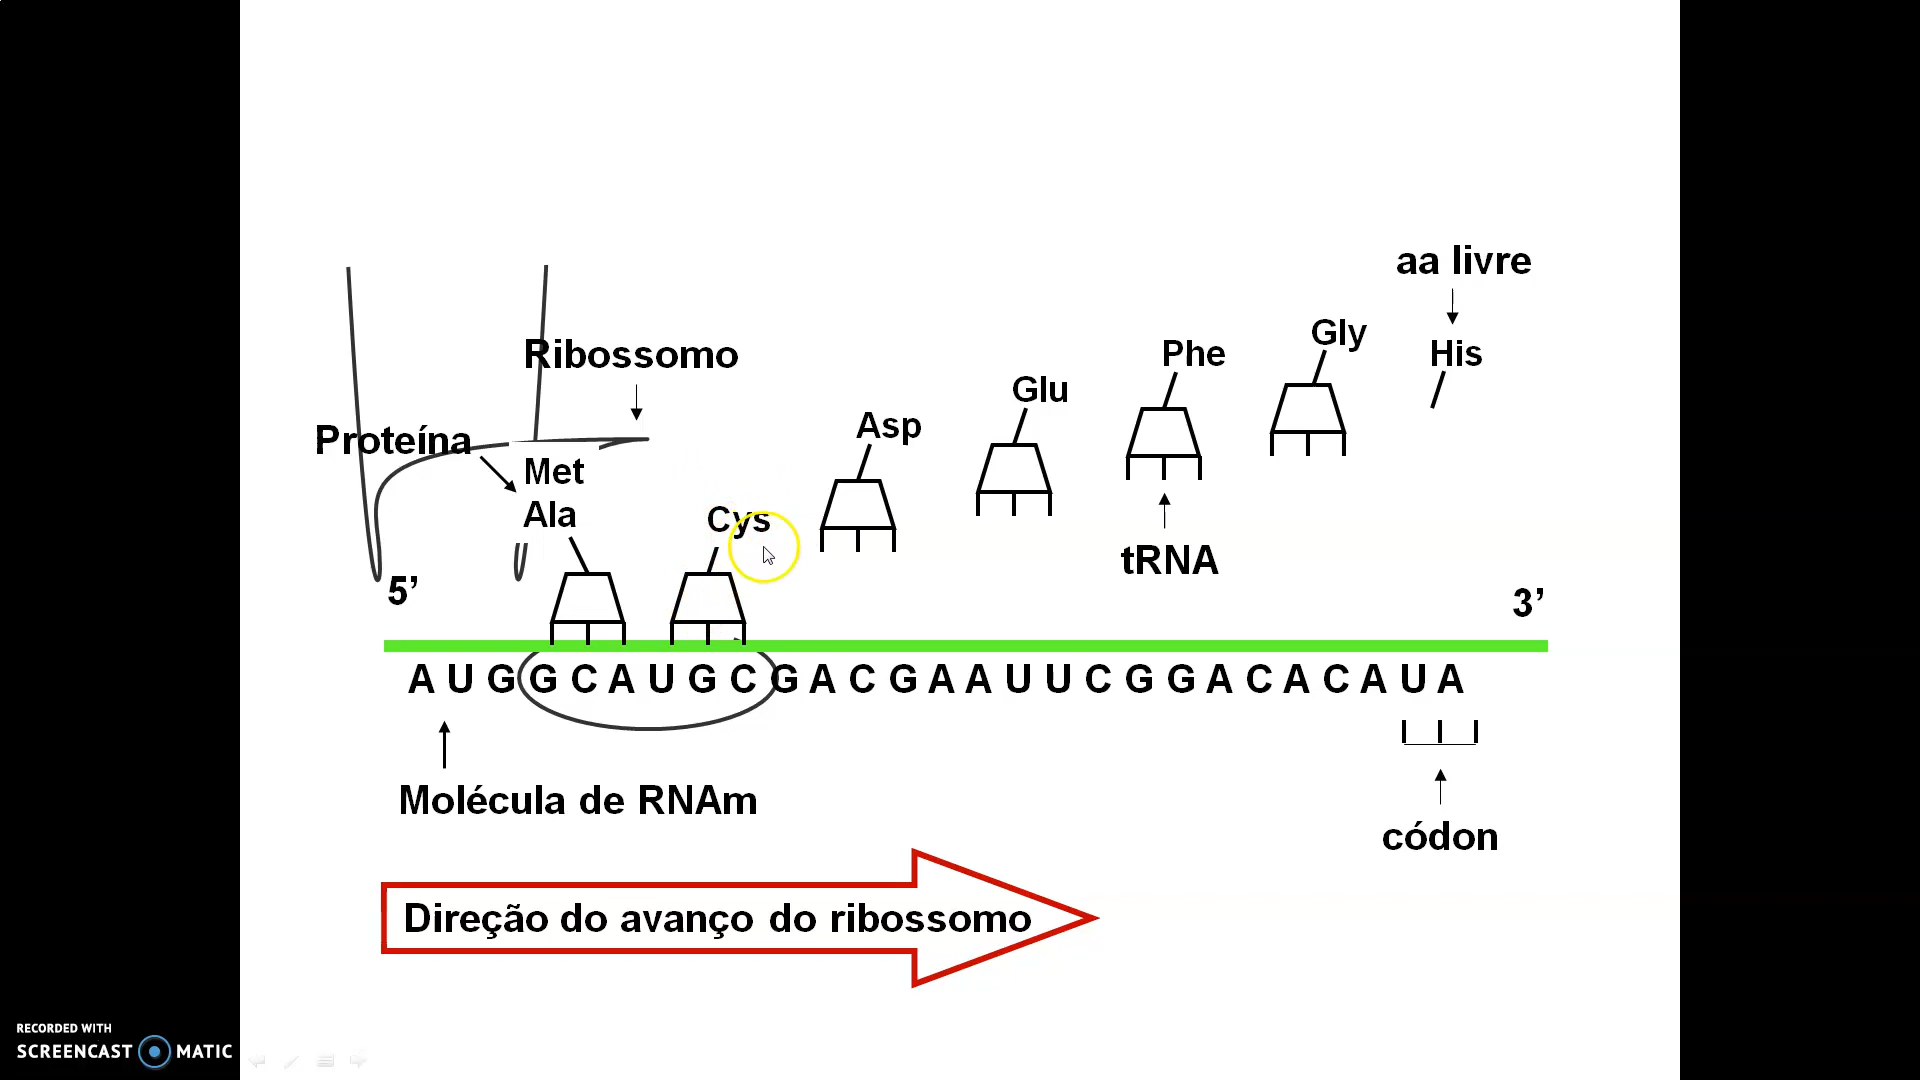 aa livre
Gly
Ribossomo
Phe
His
Glu
Asp
Proteína
Met
Ala
Cys
tRNA
5’
3’
A U G G C A U G C G A C G A A U U C G G A C A C A U A
Molécula de RNAm
códon
Direção do avanço do ribossomo
RECORDED WITH
SCREENCAST MATIC